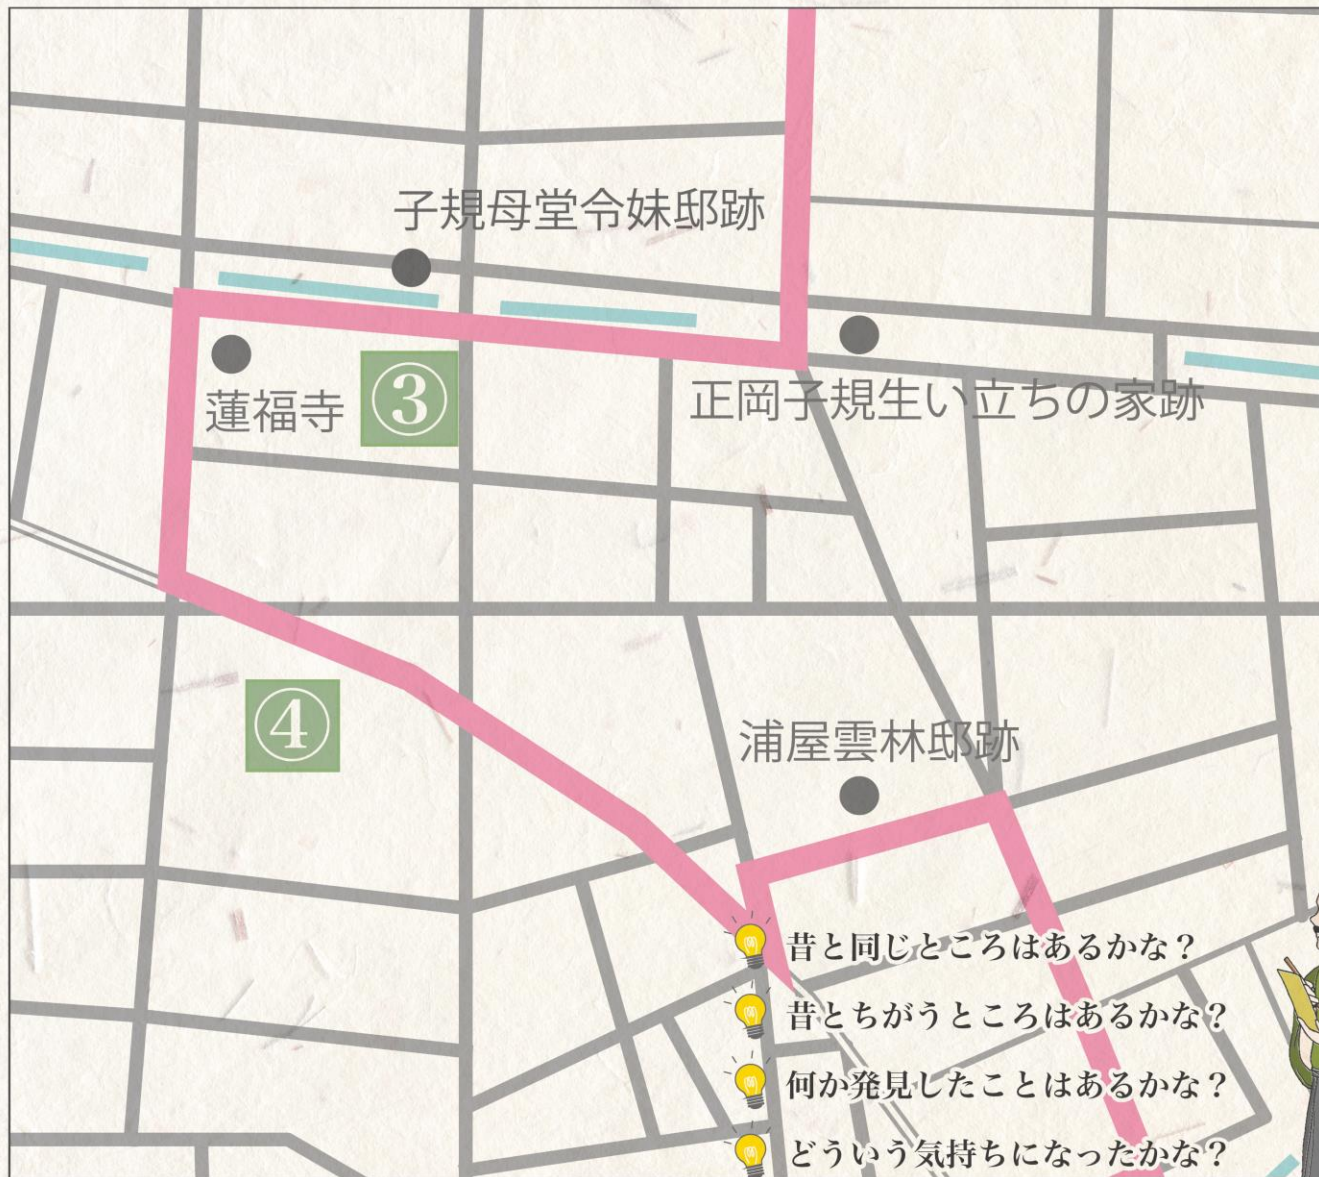 子規母堂令妹邸跡
正岡子規生い立ちの家跡
蓮福寺
③
④
浦屋雲林邸跡
昔と同じところはあるかな？
昔とちがうところはあるかな？
何か発見したことはあるかな？
どういう気持ちになったかな？